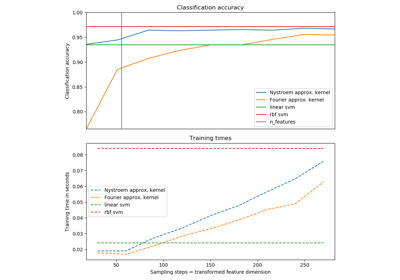 Classification accuracy
1.00
0.95
0.90
0.85
0.80
Classification accuracy
Nystroem approx. kernel
Fourier approx. kernel
linear svm
rbf svm
n_features
Training times
0.08
0.07
0.06
0.05
0.04
0.03
0.02
Training time in seconds
Nystroem approx. kernel
Fourier approx. kernel
linear svm
rbf svm
50 100 150 200 250
Sampling steps = transformed feature dimension